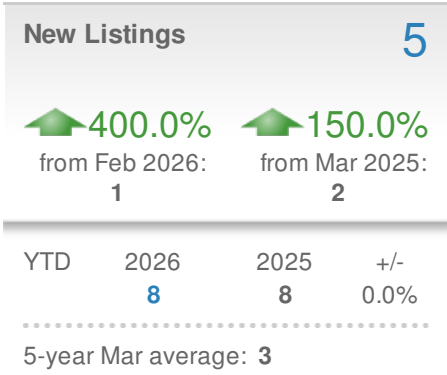 New Listings 5
400.0% 150.0%
from Feb 2026: from Mar 2025:
1 2
YTD 2026 2025 +/-
8 8 0.0%
5-year Mar average: 3